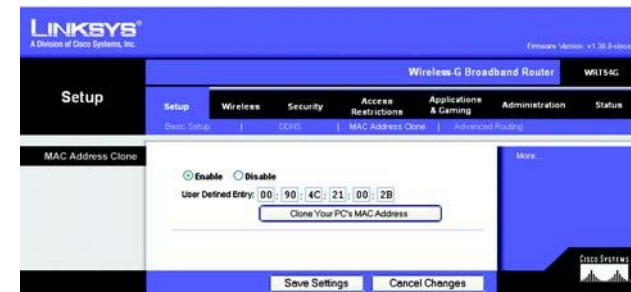 LINKSYS®
A Division of Cisco Systems, Inc.
Firmware Version: v1.30.8-cisco
Wireless-G Broadband Router WRT54G
Setup
Setup Wireless Security Access Restrictions Applications & Gaming Administration Status
Basic Setup | DDNS | MAC Address Clone | Advanced Routing
MAC Address Clone
Enable Disable
More...
User Defined Entry: 00 : 90 : 4C : 21 : 00 : 2B
Clone Your PC's MAC Address
CISCO SYSTEMS
Save Settings Cancel Changes